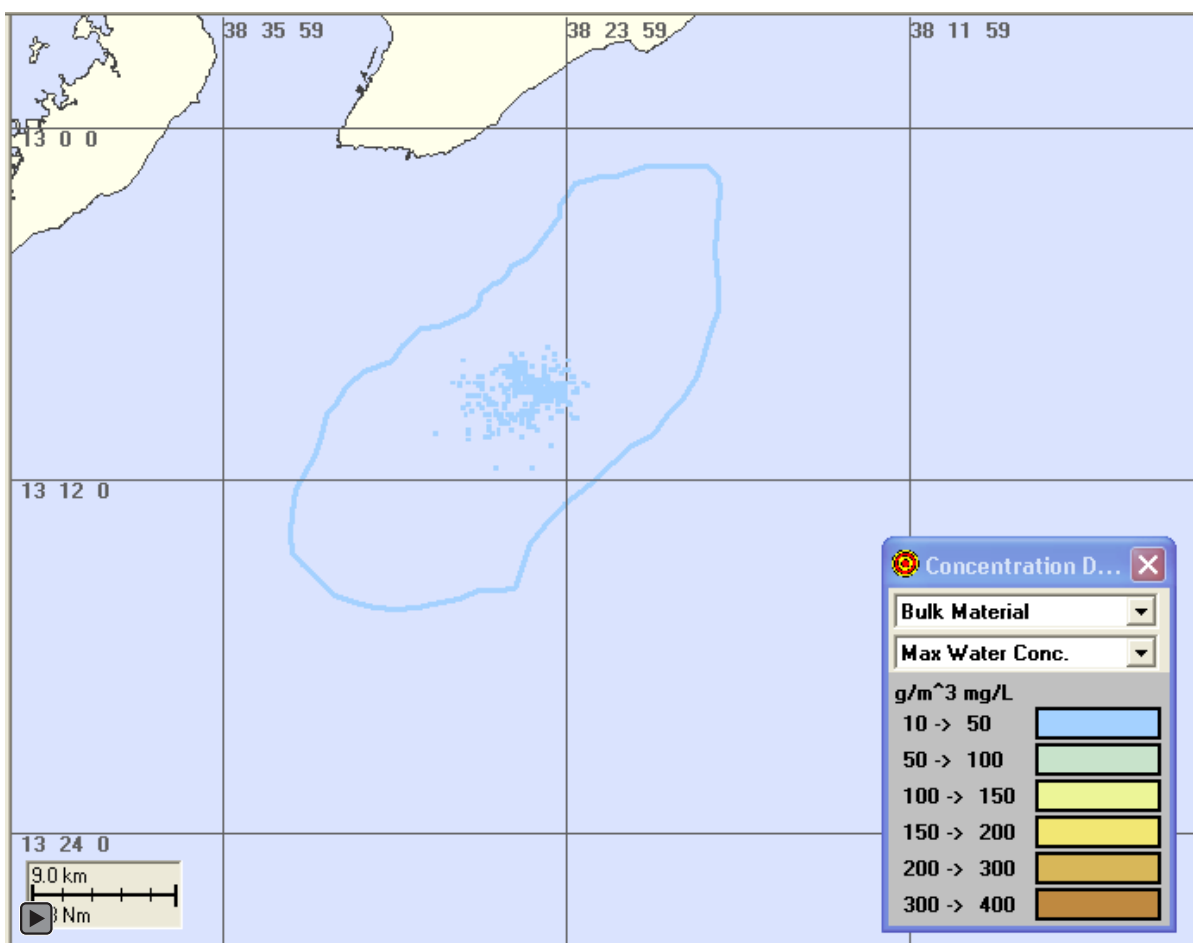 38 35 59
38 23 59
38 11 59
13 0 0
13 12 0
13 24 0
9.0 km
Nm
Concentration D...
Bulk Material
Max Water Conc.
g/m^3 mg/L
10 -> 50
50 -> 100
100 -> 150
150 -> 200
200 -> 300
300 -> 400